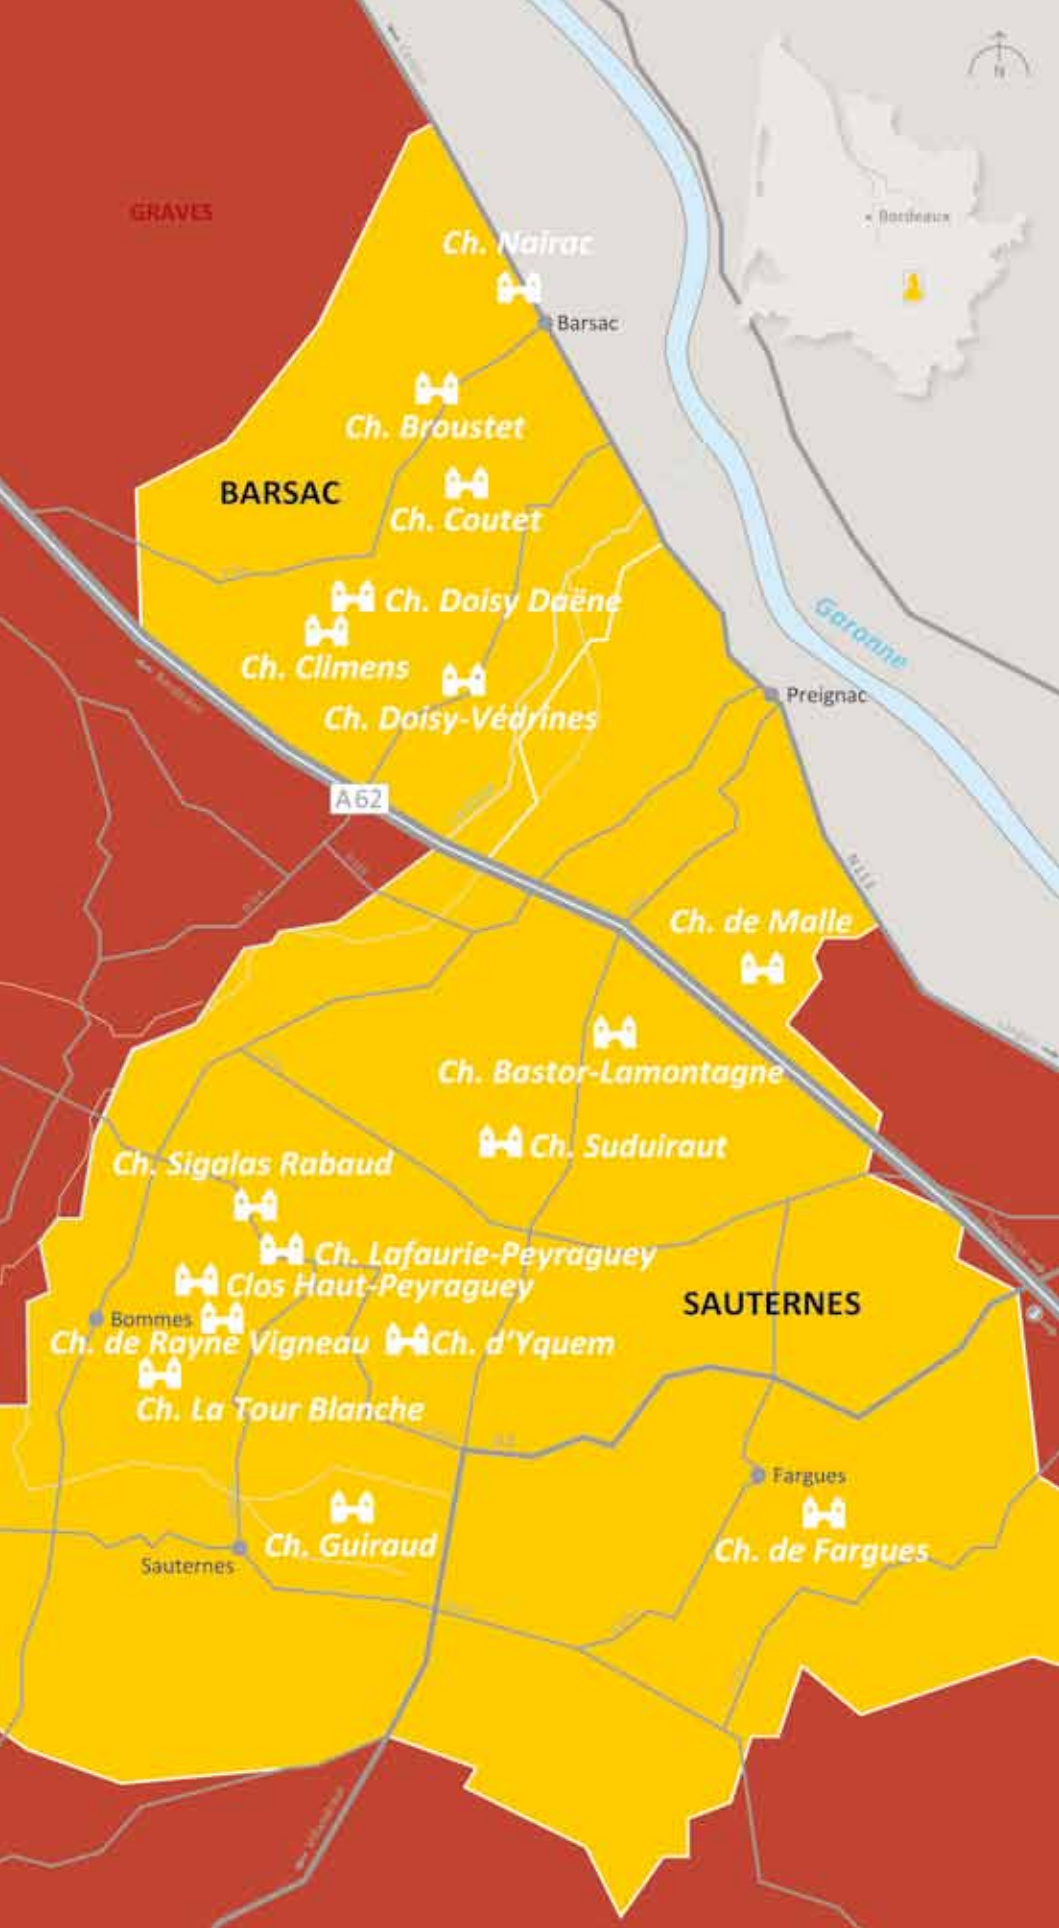 N
GRAVES
Bordeaux
Ch. Nairac
Barsac
Ch. Broustet
BARSAC
Ch. Coutet
Ch. Doisy Daëne
Garonne
Ch. Climens
Preignac
Ch. Doisy-Védrines
A 62
N113
Ch. de Malle
Ch. Bastor-Lamontagne
Ch. Suduiraut
Ch. Sigalas Rabaud
Ch. Lafaurie-Peyraguey
Clos Haut-Peyraguey
SAUTERNES
Bommes
Ch. de Rayne Vigneau
Ch. d'Yquem
Ch. La Tour Blanche
Fargues
Ch. Guiraud
Ch. de Fargues
Sauternes